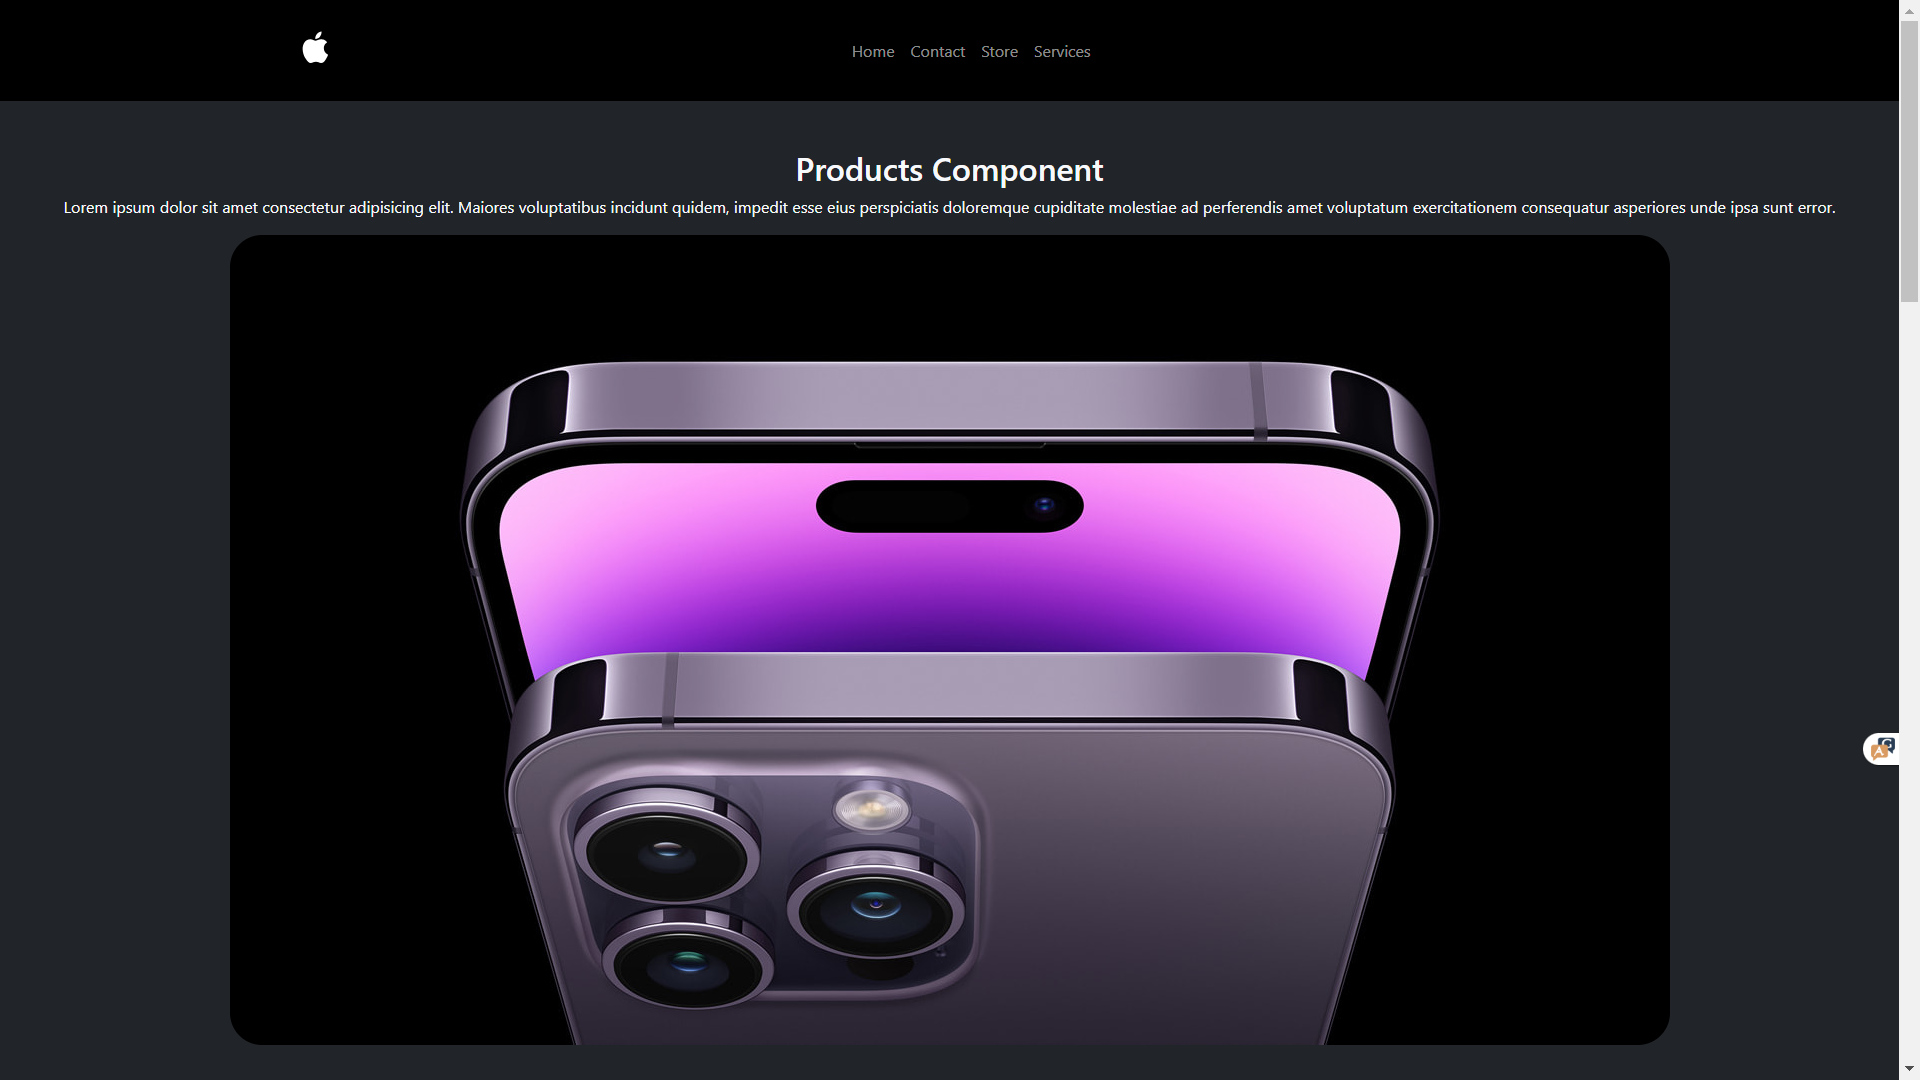 Home Contact Store Services
Products Component
Lorem ipsum dolor sit amet consectetur adipisicing elit. Maiores voluptatibus incidunt quidem, impedit esse eius perspiciatis doloremque cupiditate molestiae ad perferendis amet voluptatum exercitationem consequatur asperiores unde ipsa sunt error.